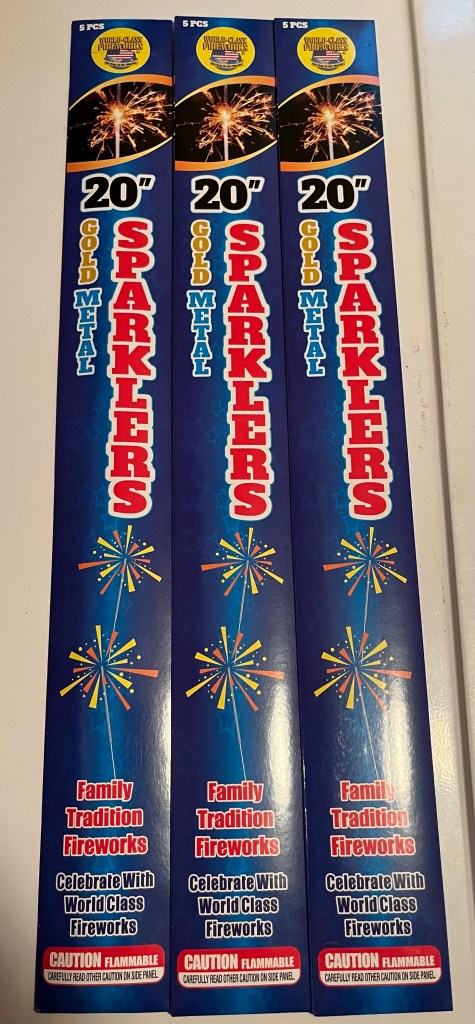 5 PCS
WORLD-CLASS
FIREWORKS
20"
GOLD METAL
SPARKLERS
Family
Tradition
Fireworks
Celebrate With
World Class
Fireworks
CAUTION FLAMMABLE
CAREFULLY READ OTHER CAUTION ON SIDE PANEL.
5 PCS
WORLD-CLASS
FIREWORKS
20"
GOLD METAL
SPARKLERS
Family
Tradition
Fireworks
Celebrate With
World Class
Fireworks
CAUTION FLAMMABLE
CAREFULLY READ OTHER CAUTION ON SIDE PANEL.
5 PCS
WORLD-CLASS
FIREWORKS
20"
GOLD METAL
SPARKLERS
Family
Tradition
Fireworks
Celebrate With
World Class
Fireworks
CAUTION FLAMMABLE
CAREFULLY READ OTHER CAUTION ON SIDE PANEL.